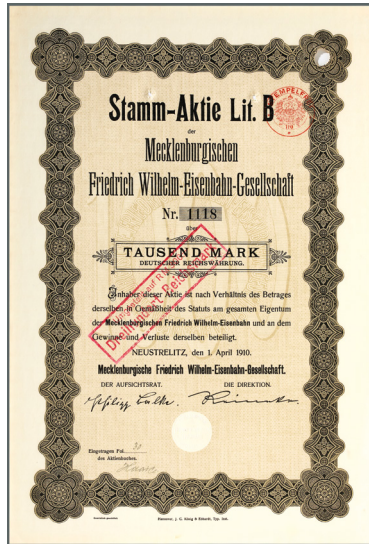 Stamm-Aktie Lit. B
der
Mecklenburgischen
Friedrich Wilhelm-Eisenbahn-Gesellschaft
Nr. 1118
über
TAUSEND MARK
DEUTSCHER REICHSWÄHRUNG.
Inhaber dieser Aktie ist nach Verhältnis des Betrages
derselben in Gemäßheit des Statuts am gesamten Eigentum
der Mecklenburgischen Friedrich Wilhelm-Eisenbahn und an dem
Gewinne und Verluste derselben beteiligt.
NEUSTRELITZ, den 1. April 1910.
Mecklenburgische Friedrich Wilhelm-Eisenbahn-Gesellschaft.
DER AUFSICHTSRAT. DIE DIREKTION.
Eingetragen Fol. 30
des Aktienbuches.
Hannover, J. C. König & Ebhardt,
Dreihundert Reichsmark